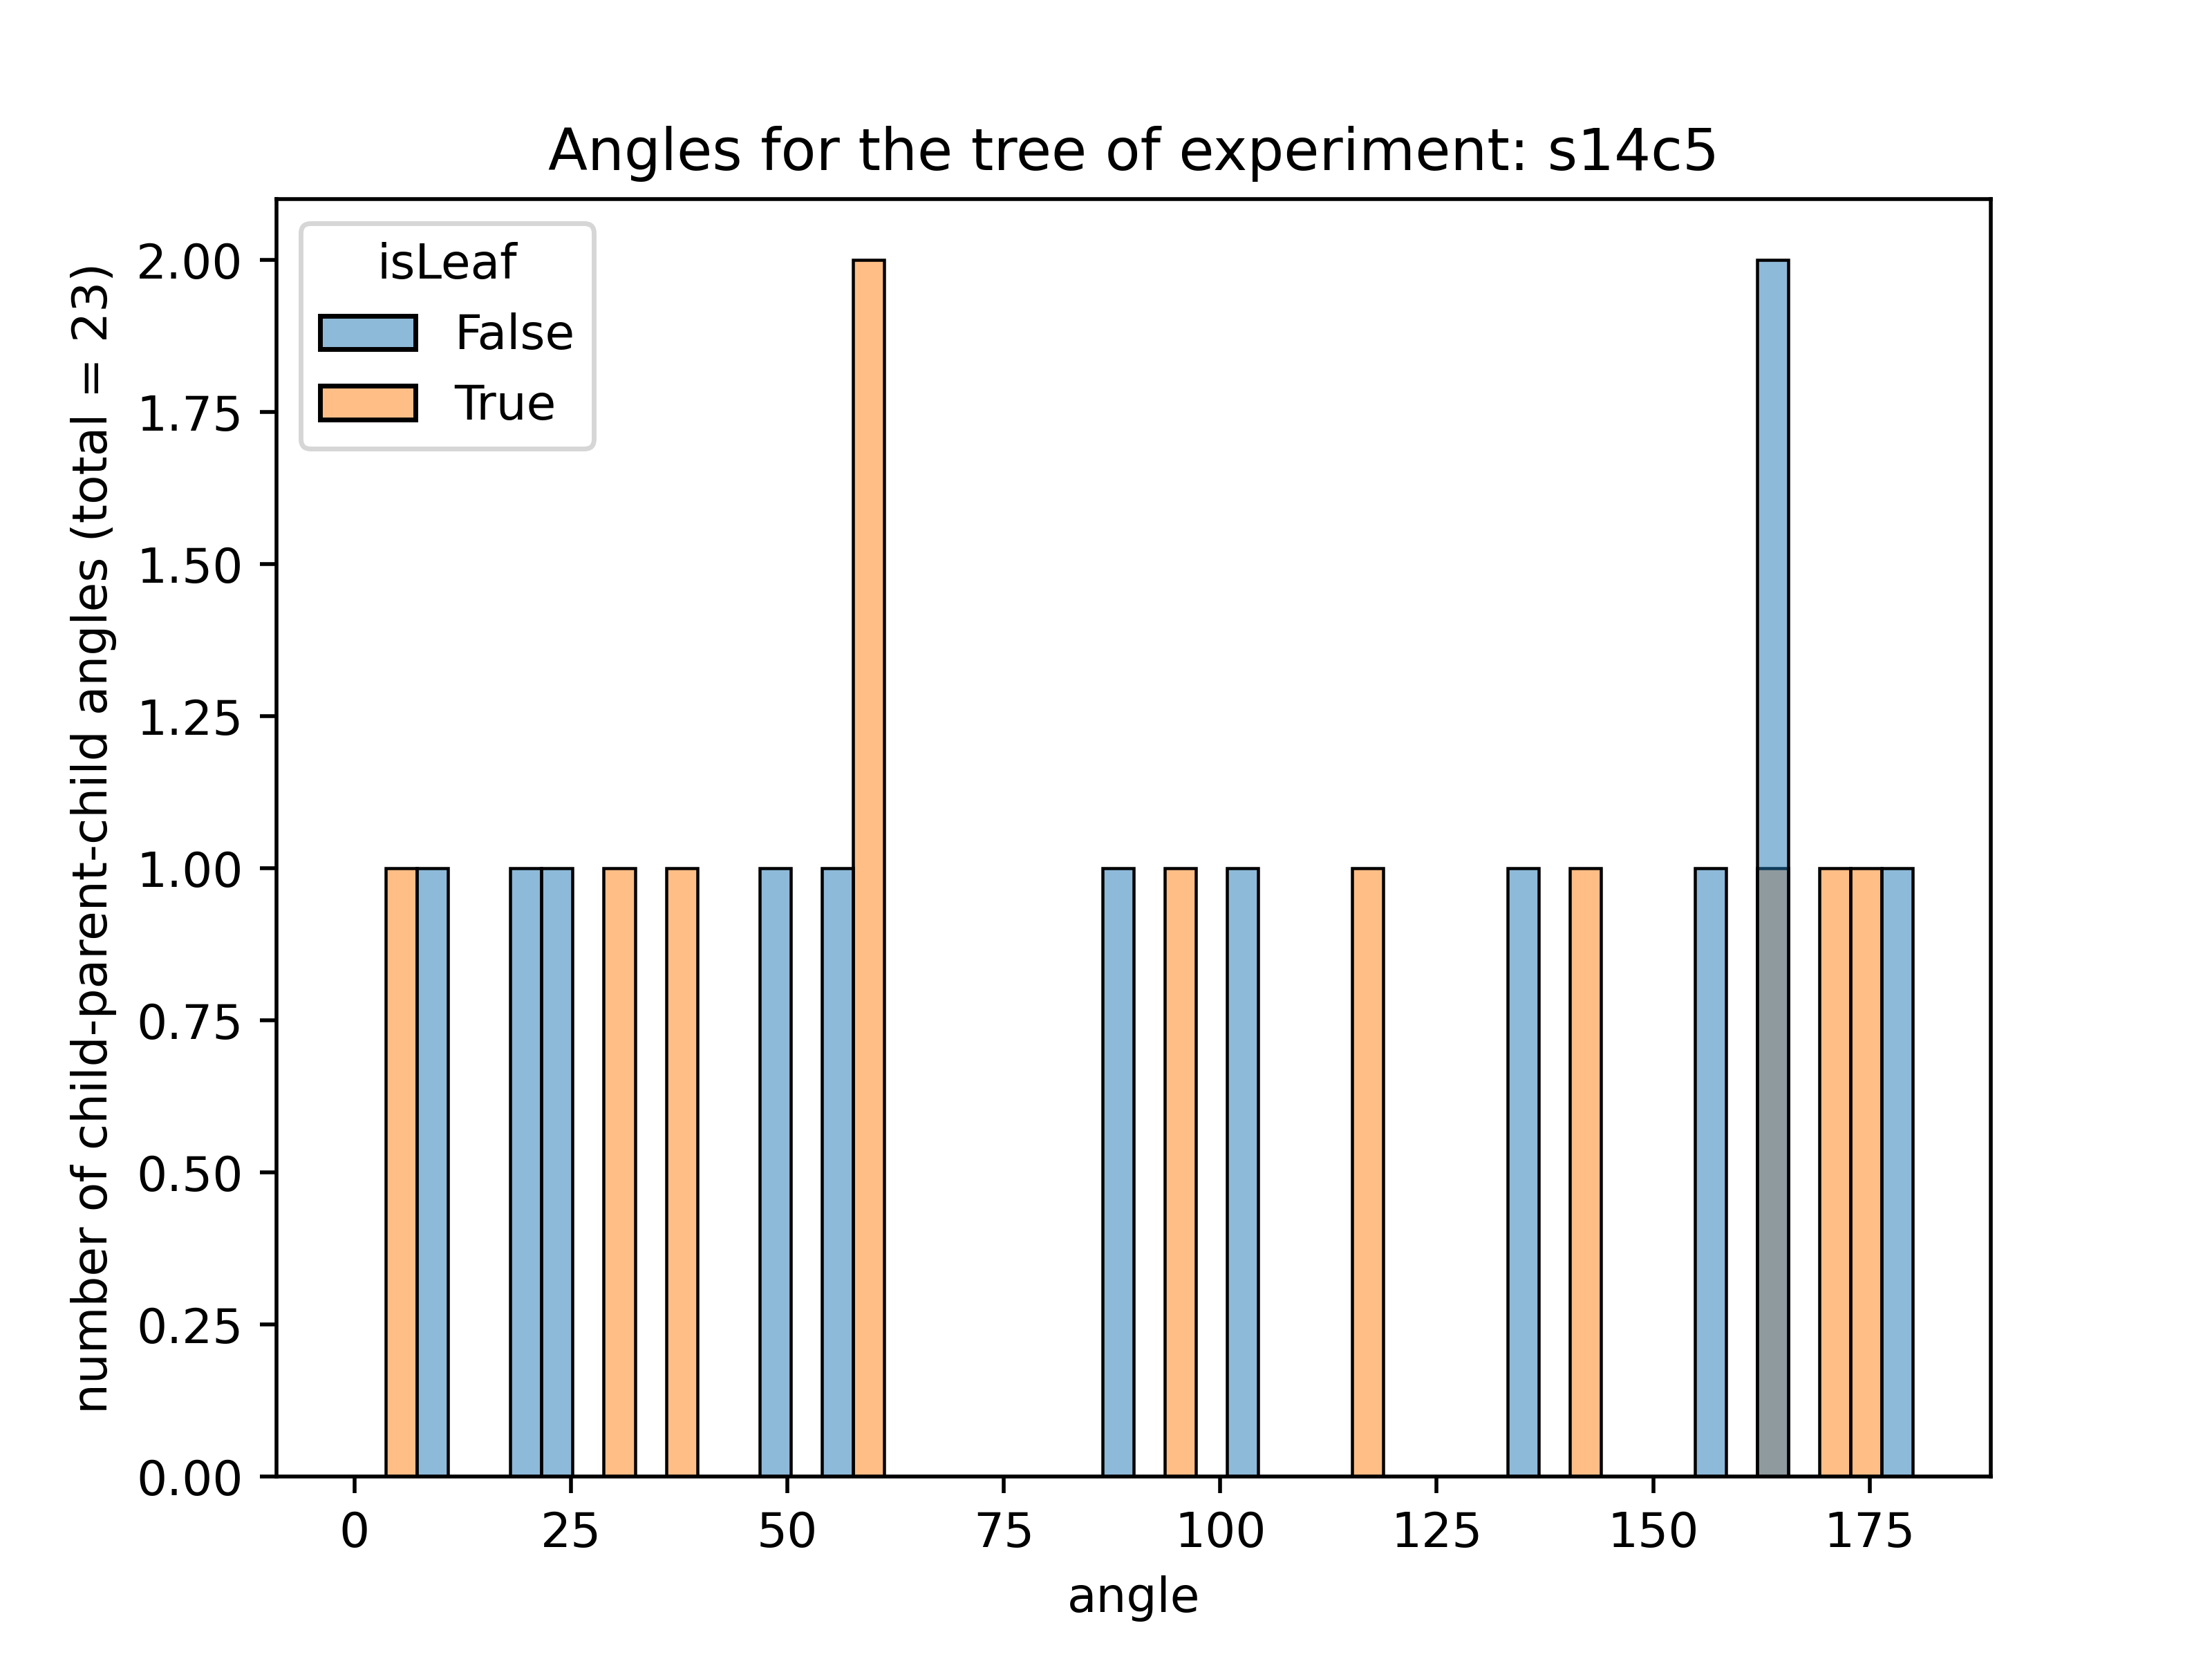 Angles for the tree of experiment: s14c5
isLeaf
False
True
number of child-parent-child angles (total = 23)
2.00
1.75
1.50
1.25
1.00
0.75
0.50
0.25
0.00
0 25 50 75 100 125 150 175
angle